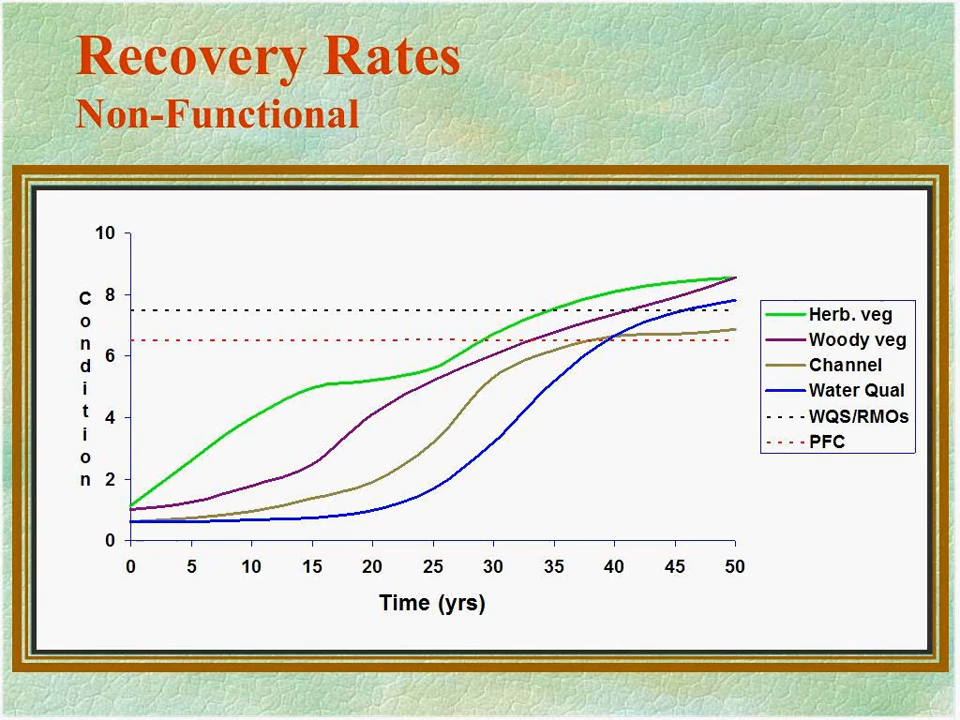 Recovery Rates
Non-Functional
Condition
10
8
6
4
2
0
0 5 10 15 20 25 30 35 40 45 50
Time (yrs)
Herb. veg
Woody veg
Channel
Water Qual
WQS/RMOs
PFC